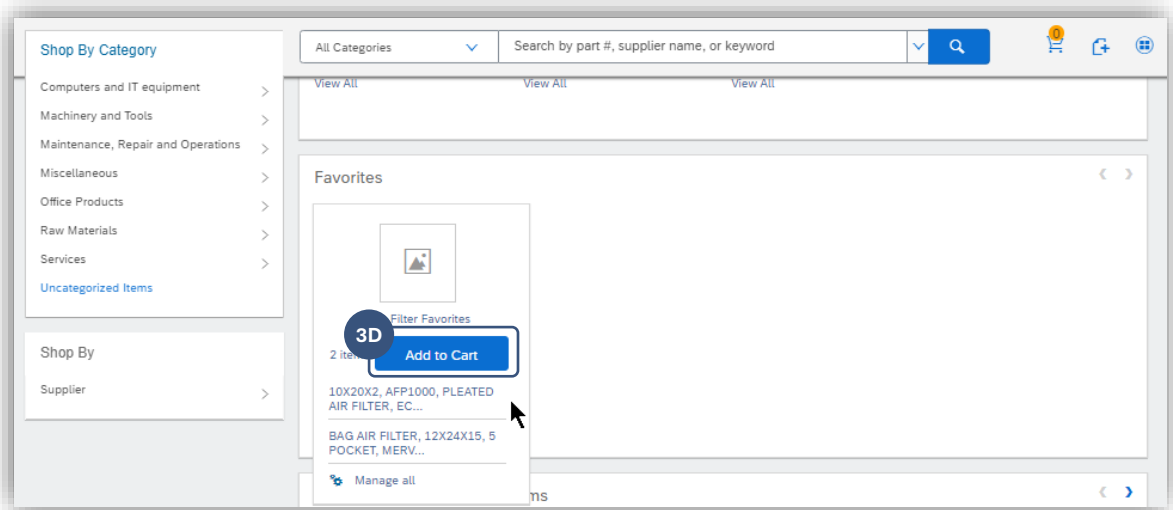 Shop By Category
All Categories
Search by part #, supplier name, or keyword
0
Computers and IT equipment
Machinery and Tools
Maintenance, Repair and Operations
Miscellaneous
Office Products
Raw Materials
Services
Uncategorized Items
Shop By
Supplier
View All
View All
View All
Favorites
Filter Favorites
3D
2
Add to Cart
10X20X2, AFP1000, PLEATED
AIR FILTER, EC...
BAG AIR FILTER, 12X24X15, 5
POCKET, MERV...
Manage all